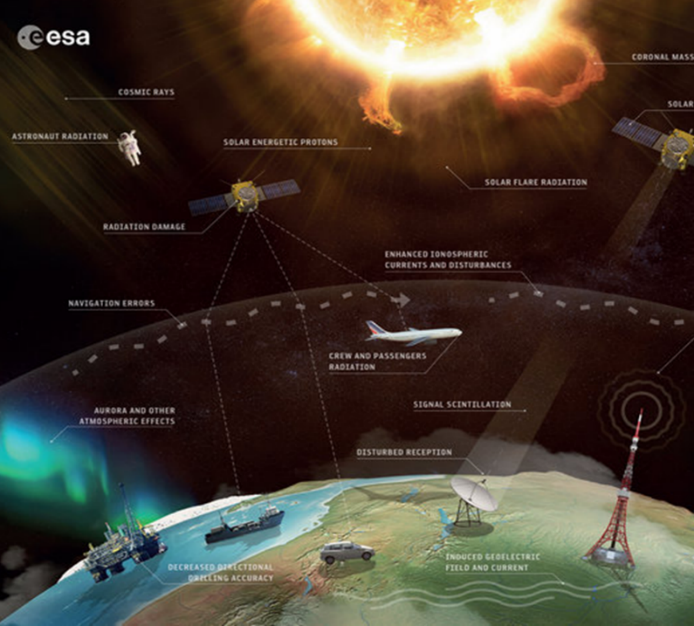 esa
CORONAL MASS
COSMIC RAYS
SOLAR
ASTRONAUT RADIATION
SOLAR ENERGETIC PROTONS
SOLAR FLARE RADIATION
RADIATION DAMAGE
ENHANCED IONOSPHERIC
CURRENTS AND DISTURBANCES
NAVIGATION ERRORS
CREW AND PASSENGERS
RADIATION
SIGNAL SCINTILLATION
AURORA AND OTHER
ATMOSPHERIC EFFECTS
DISTURBED RECEPTION
INDUCED GEOELECTRIC
FIELD AND CURRENT
DECREASED DIRECTIONAL
DRILLING ACCURACY